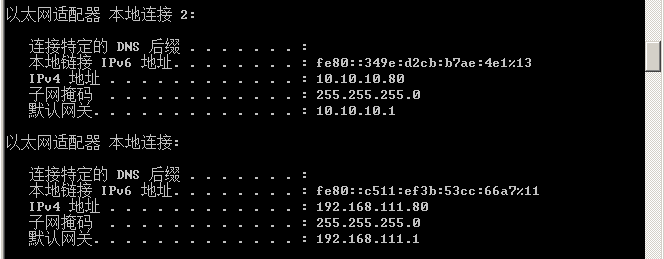 以太网适配器 本地连接 2:
连接特定的 DNS 后缀 . . . . . . . :
本地链接 IPv6 地址. . . . . . . . : fe80::349e:d2cb:b7ae:4e1%13
IPv4 地址 . . . . . . . . . . . . : 10.10.10.80
子网掩码 . . . . . . . . . . . . : 255.255.255.0
默认网关. . . . . . . . . . . . . : 10.10.10.1
以太网适配器 本地连接:
连接特定的 DNS 后缀 . . . . . . . :
本地链接 IPv6 地址. . . . . . . . : fe80::c511:ef3b:53cc:66a7%11
IPv4 地址 . . . . . . . . . . . . : 192.168.111.80
子网掩码 . . . . . . . . . . . . : 255.255.255.0
默认网关. . . . . . . . . . . . . : 192.168.111.1